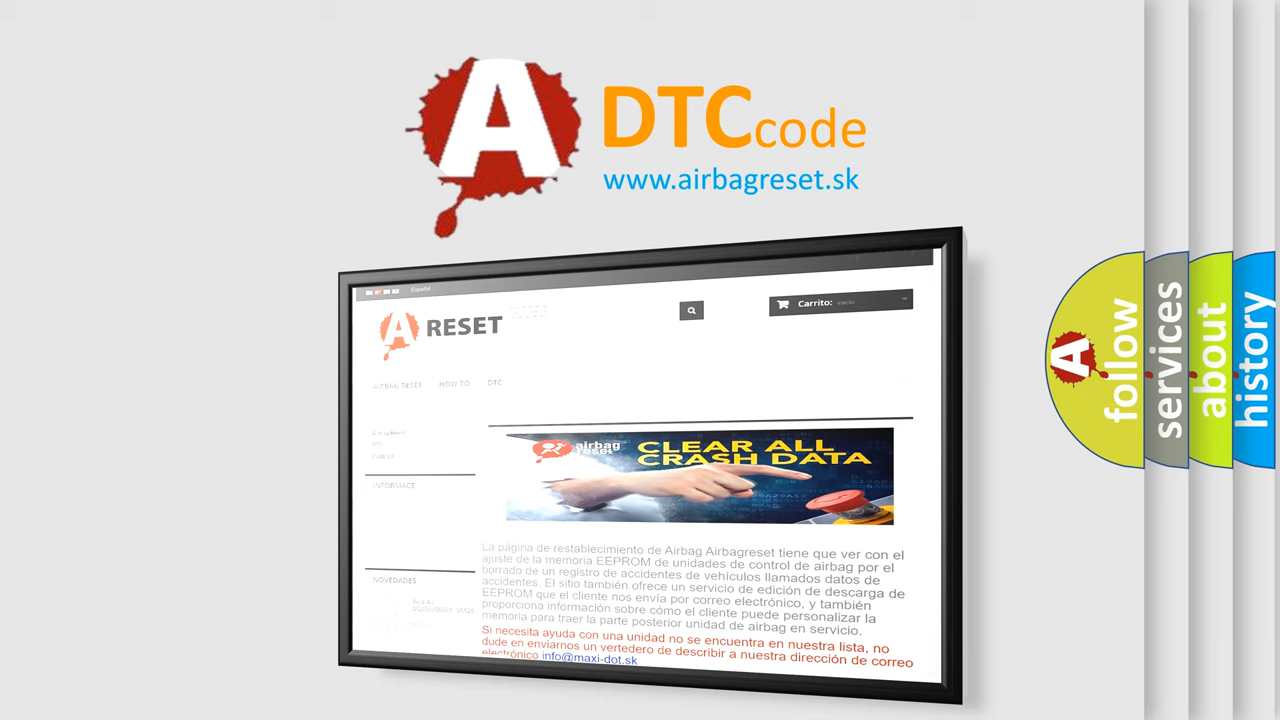 A
DTC code
www.airbagreset.sk
Español
A RESET
Carrito: vacío
AIRBAG RESET HOW TO DTC
INFORMACE
NOVEDADES
airbag
reset
CLEAR ALL
CRASH DATA
La página de restablecimiento de Airbag Airbagreset tiene que ver con el
ajuste de la memoria EEPROM de unidades de control de airbag por el
borrado de un registro de accidentes de vehículos llamados datos de
accidentes. El sitio también ofrece un servicio de edición de descarga de
EEPROM que el cliente nos envía por correo electrónico, y también
proporciona información sobre cómo el cliente puede personalizar la
memoria para traer la parte posterior unidad de airbag en servicio.
Si necesita ayuda con una unidad no se encuentra en nuestra lista, no
dude en enviarnos un vertedero de describir a nuestra dirección de correo
electrónico info@maxi-dot.sk
A
follow
services
about
history